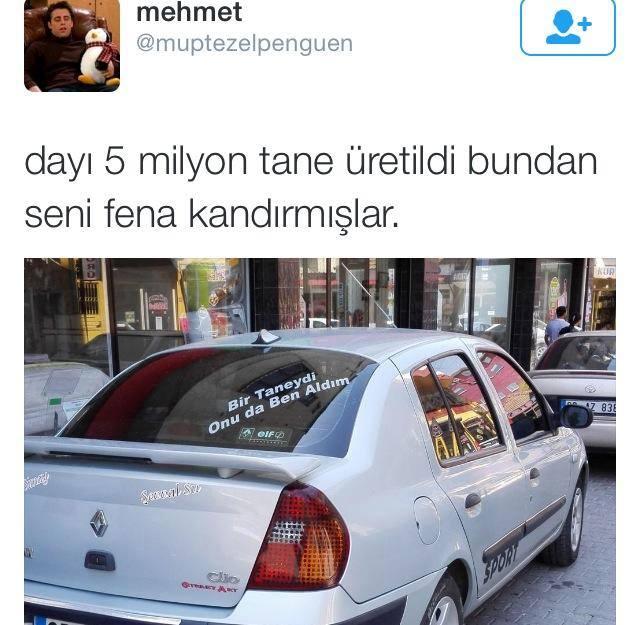 mehmet
@muptezelpenguen
dayı 5 milyon tane üretildi bundan
seni fena kandırmışlar.
Bir Taneydi
Onu da Ben Aldım
elf
Clio
SPORT